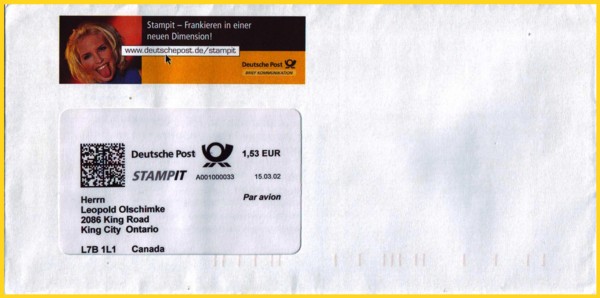 Stampit – Frankieren in einer
neuen Dimension!
www.deutschepost.de/stampit
Deutsche Post
BRIEF KOMMUNIKATION
Deutsche Post 1,53 EUR
STAMPIT A001000033 15.03.02
Par avion
Herrn
Leopold Olschimke
2086 King Road
King City Ontario
L7B 1L1 Canada